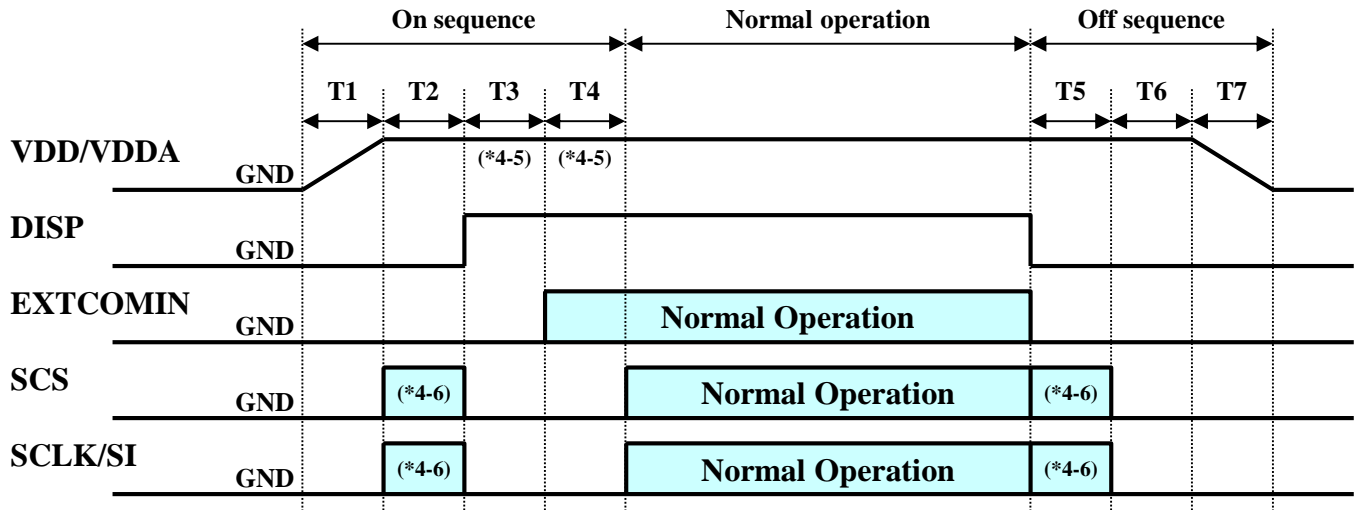 On sequence Normal operation Off sequence
T1 T2 T3 T4 T5 T6 T7
VDD/VDDA GND (*4-5) (*4-5)
DISP GND
EXTCOMIN GND Normal Operation
SCS GND (*4-6) Normal Operation (*4-6)
SCLK/SI GND (*4-6) Normal Operation (*4-6)